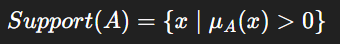 Support(A) = {x | μ_A(x) > 0}